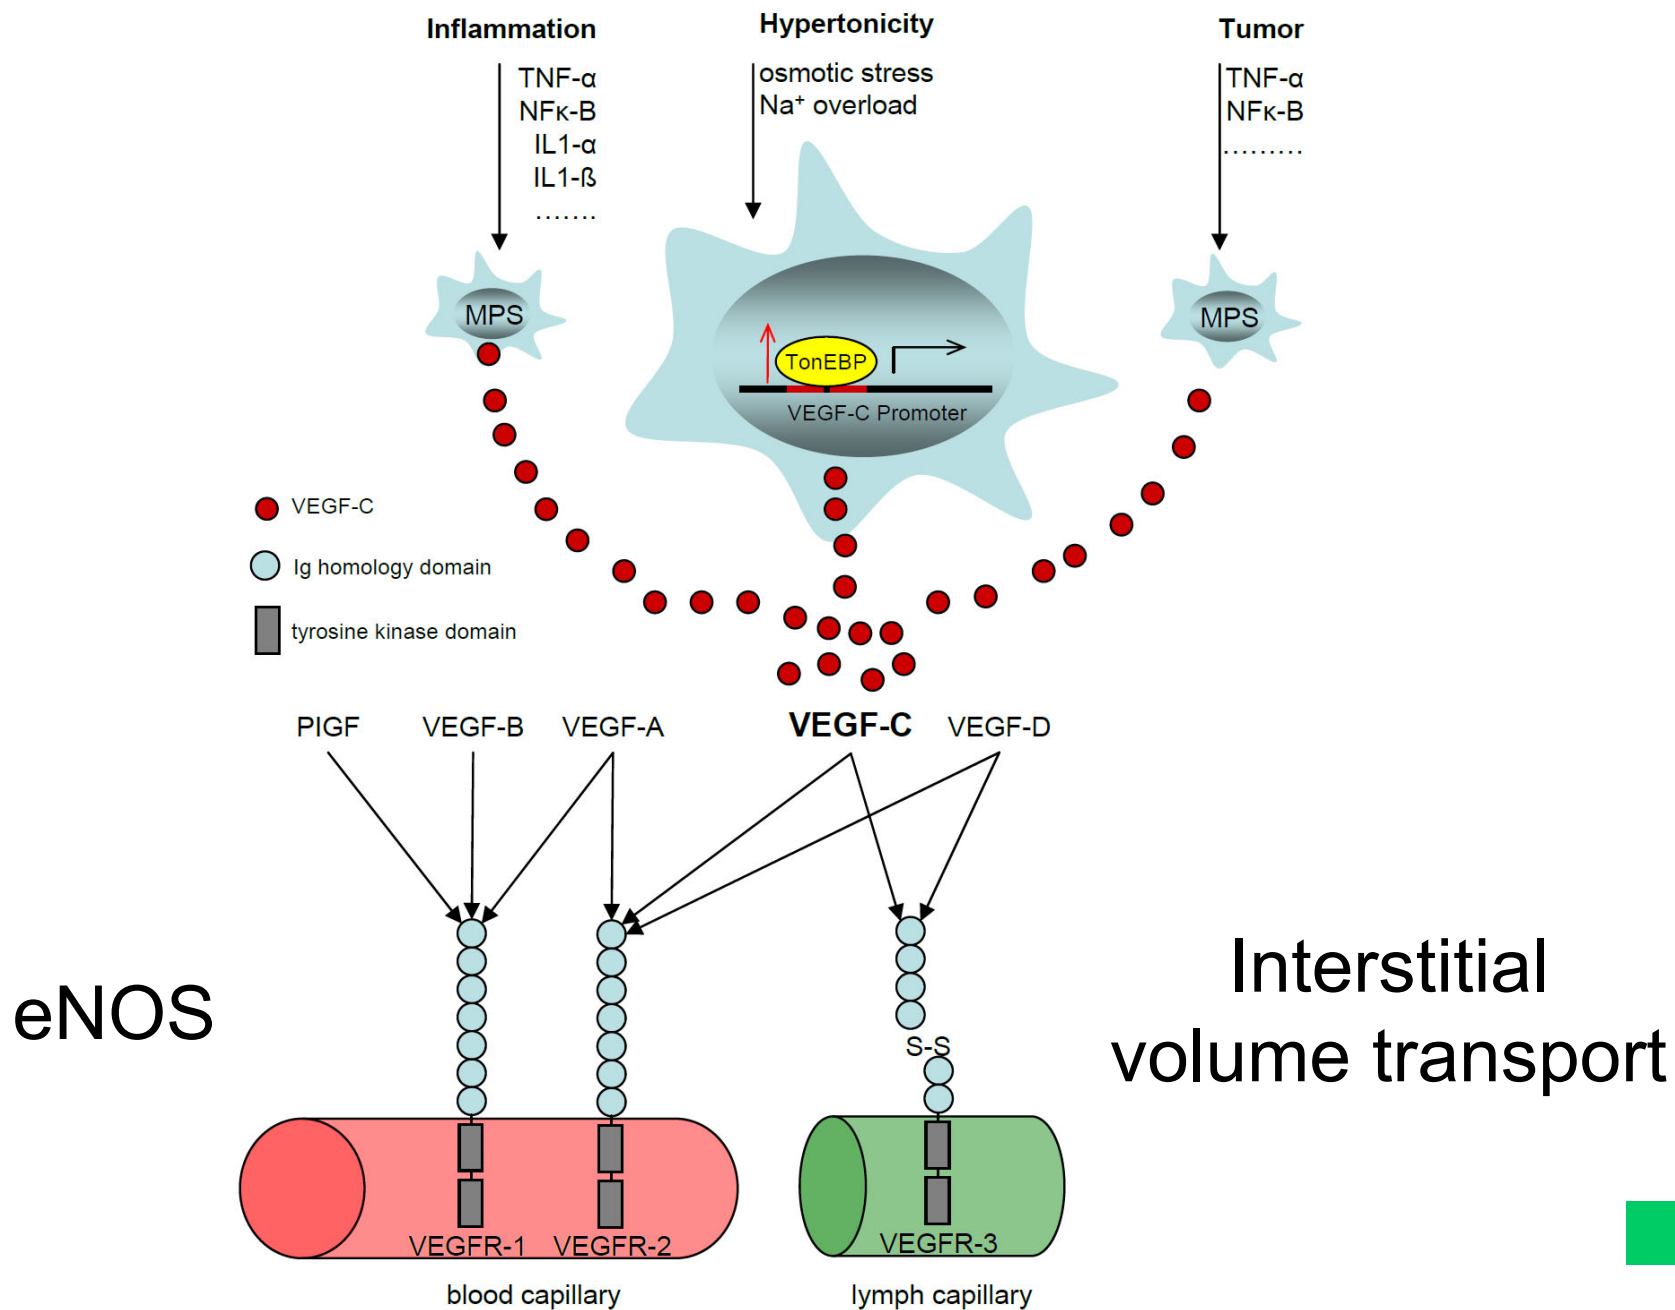 Inflammation
TNF-α
NFκ-B
IL1-α
IL1-ß
.......
Hypertonicity
osmotic stress
Na⁺ overload
Tumor
TNF-α
NFκ-B
.........
MPS
TonEBP
VEGF-C Promoter
MPS
VEGF-C
Ig homology domain
tyrosine kinase domain
PIGF
VEGF-B
VEGF-A
VEGF-C
VEGF-D
eNOS
S-S
Interstitial
volume transport
VEGFR-1
VEGFR-2
VEGFR-3
blood capillary
lymph capillary